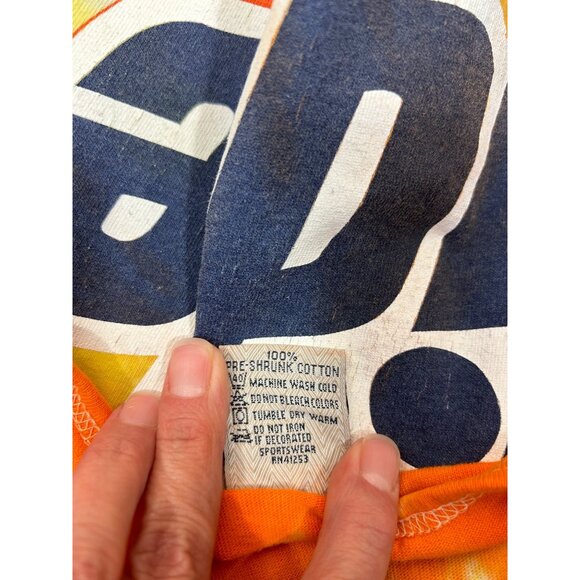 100%
PRE-SHRUNK COTTON
40° MACHINE WASH COLD
DO NOT BLEACH COLORS
TUMBLE DRY WARM
DO NOT IRON
IF DECORATED
SPORTSWEAR
RN41253